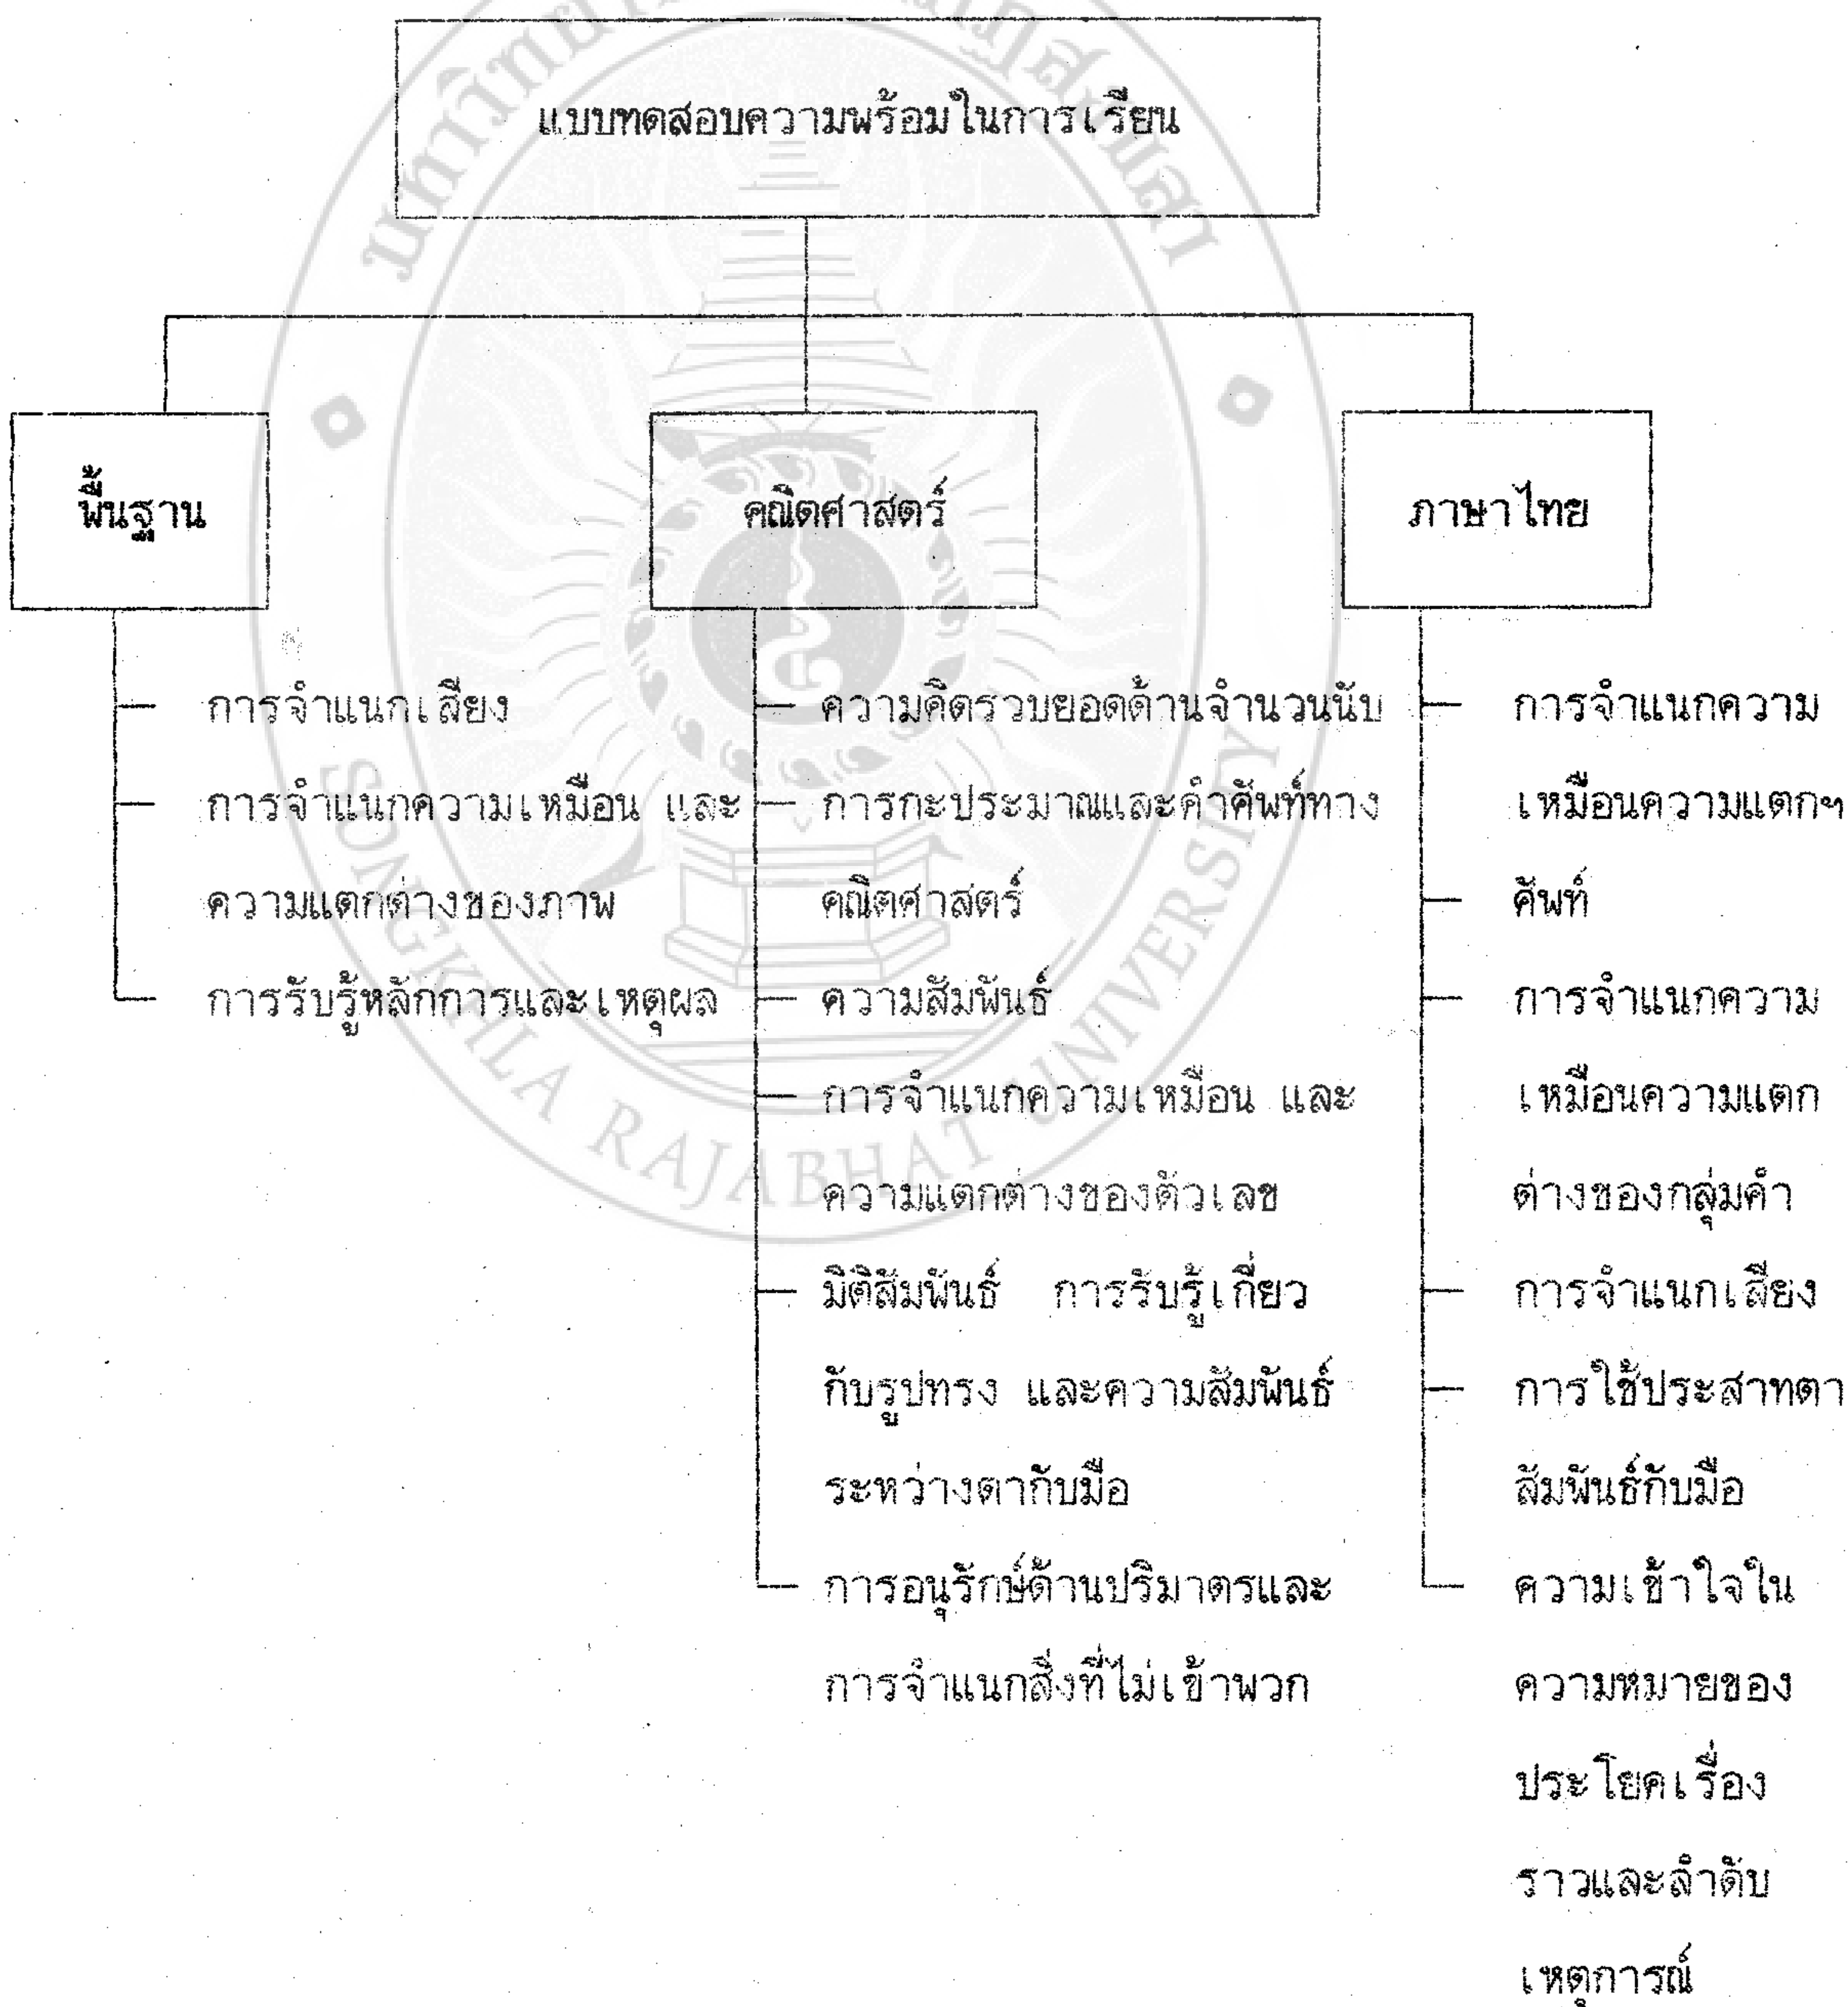 แบบทดสอบความพร้อมในการเรียน
พื้นฐาน
การจำแนกเสียง
การจำแนกความเหมือน และ
ความแตกต่างของภาพ
การรับรู้หลักการและเหตุผล
คณิตศาสตร์
ความคิดรวบยอดด้านจำนวนนับ
การกะประมาณและคำศัพท์ทาง
คณิตศาสตร์
ความสัมพันธ์
การจำแนกความเหมือน และ
ความแตกต่างของตัวเลข
มิติสัมพันธ์ การรับรู้เกี่ยว
กับรูปทรง และความสัมพันธ์
ระหว่างตากับมือ
การอนุรักษ์ด้านปริมาตรและ
การจำแนกสิ่งที่ไม่เข้าพวก
ภาษาไทย
การจำแนกความ
เหมือนความแตกฯ
ศัพท์
การจำแนกความ
เหมือนความแตก
ต่างของกลุ่มคำ
การจำแนกเสียง
การใช้ประสาทตา
สัมพันธ์กับมือ
ความเข้าใจใน
ความหมายของ
ประโยคเรื่อง
ราวและลำดับ
เหตุการณ์
SONGKHLA RAJABHAT UNIVERSITY